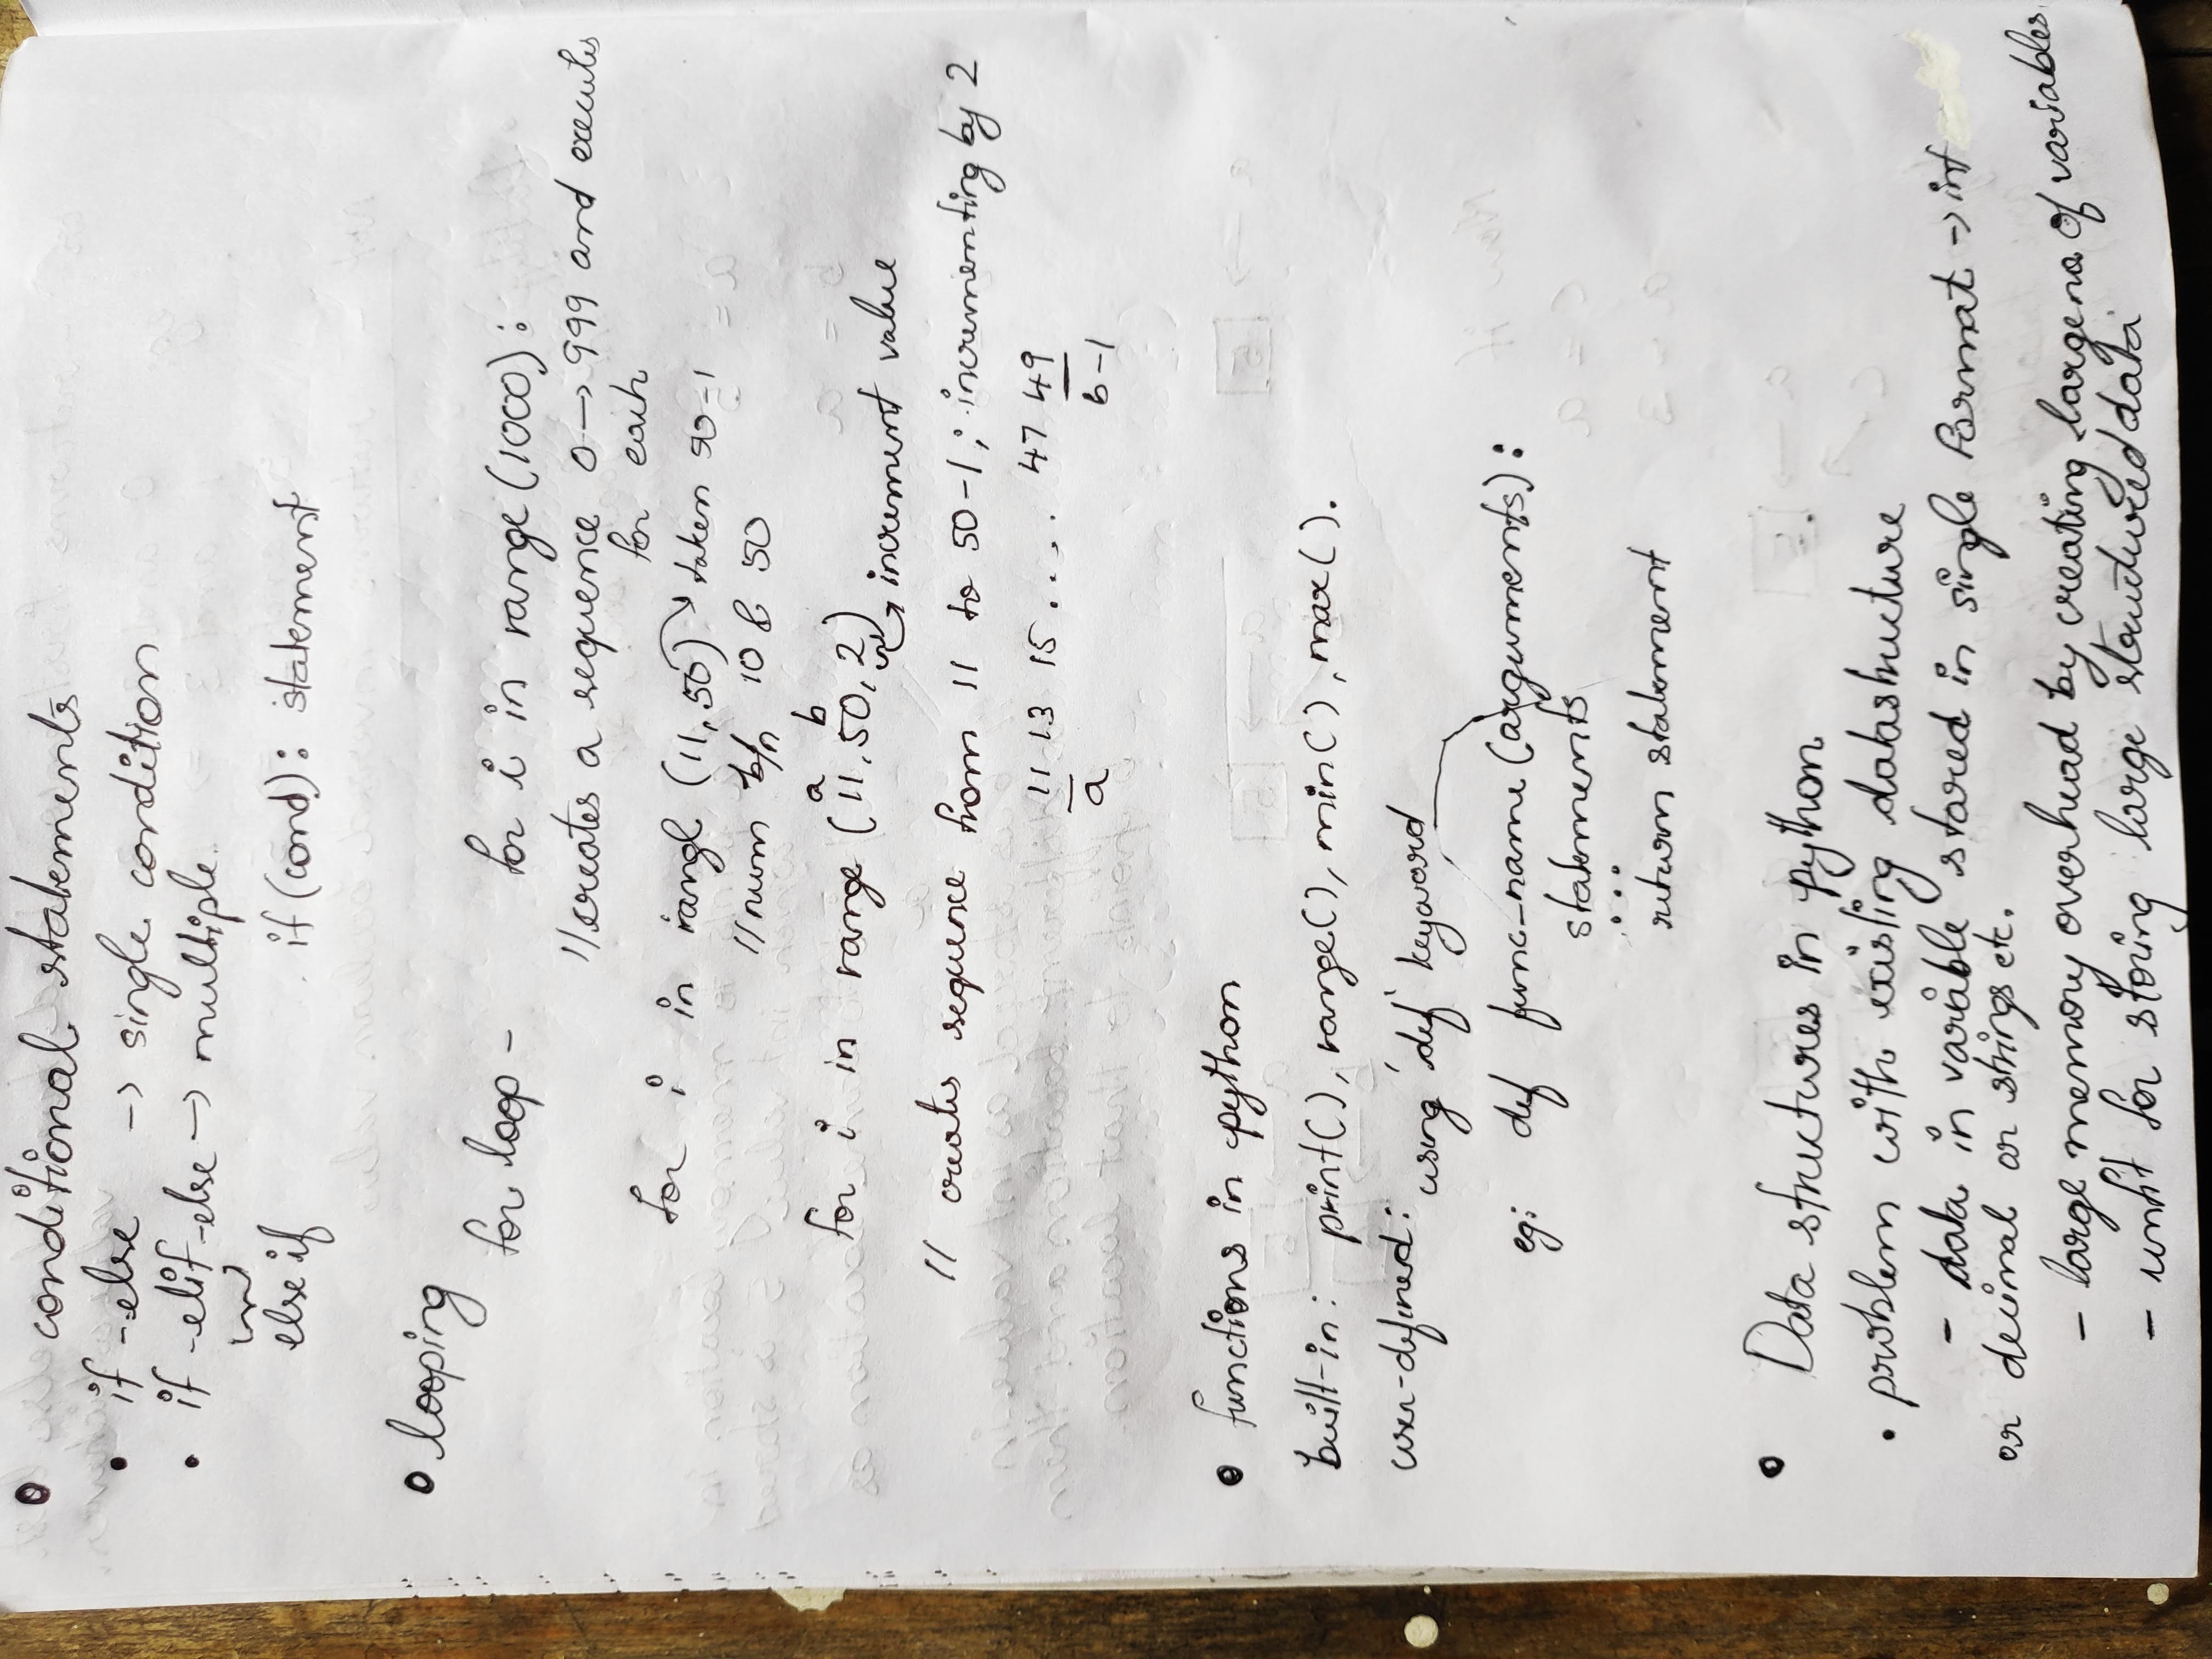 conditional statements
• if -else -> single condition
• if -elif-else -> multiple
else if if (cond): statement
looping
for loop - for i in range (1000):
//creates a sequence 0 -> 999 and executes
for each
for i in range (11,50) taken 50-1
//num b/n 10 & 50
a b
for i in range (11,50,2)
increment value
// creates sequence from 11 to 50-1; incrementing by 2
11 13 15 .... 47 49
a b-1
functions in python
built-in: print(), range(), min(), max().
user-defined: using 'def' keyword
eg: def func-name (arguments):
statements
...
return statement
Data structures in python
• problem with existing datastructure
- data in variable stored in single format -> int
or decimal or strings etc.
- large memory overhead by creating large no of variables
- unfit for storing large structured data